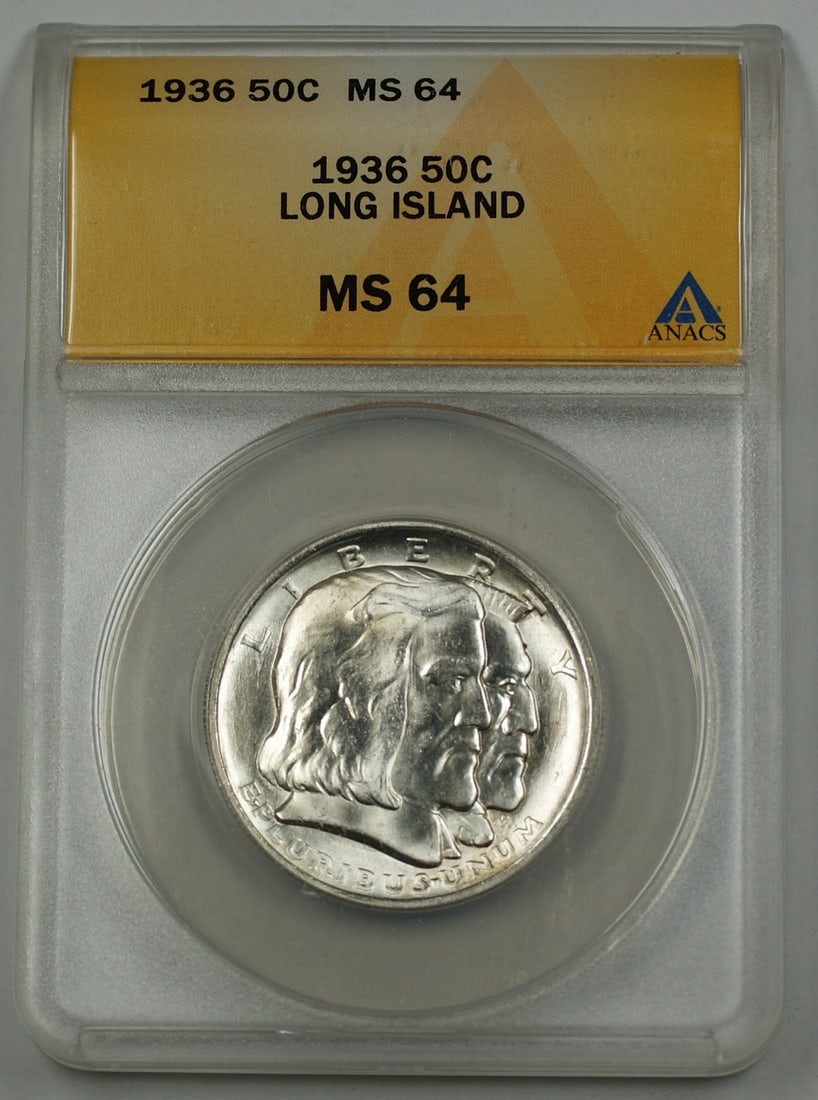 1936 50C MS 64
1936 50C
LONG ISLAND
MS 64
ANACS
LIBERTY
E·PLURIBUS·UNUM